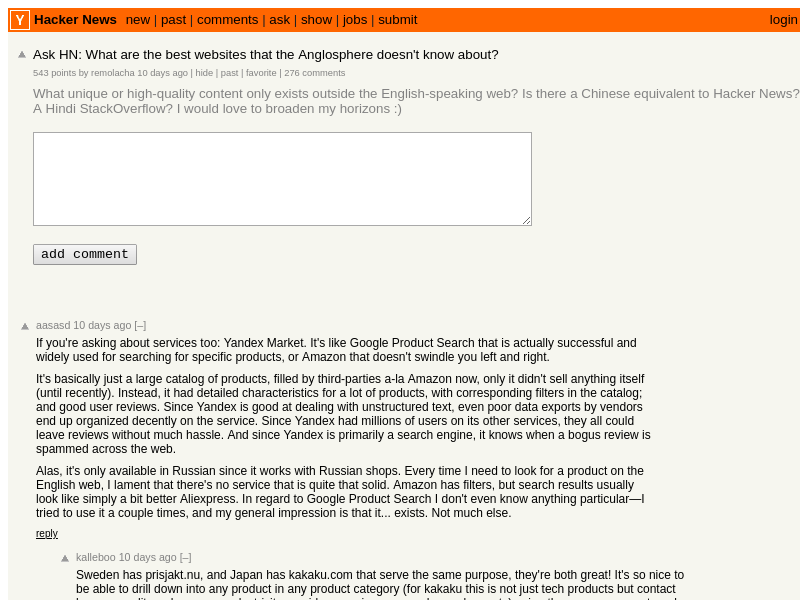 Y Hacker News new | past | comments | ask | show | jobs | submit login
Ask HN: What are the best websites that the Anglosphere doesn't know about?
543 points by remolacha 10 days ago | hide | past | favorite | 276 comments
What unique or high-quality content only exists outside the English-speaking web? Is there a Chinese equivalent to Hacker News?
A Hindi StackOverflow? I would love to broaden my horizons :)
add comment
aasasd 10 days ago [–]
If you're asking about services too: Yandex Market. It's like Google Product Search that is actually successful and
widely used for searching for specific products, or Amazon that doesn't swindle you left and right.
It's basically just a large catalog of products, filled by third-parties a-la Amazon now, only it didn't sell anything itself
(until recently). Instead, it had detailed characteristics for a lot of products, with corresponding filters in the catalog;
and good user reviews. Since Yandex is good at dealing with unstructured text, even poor data exports by vendors
end up organized decently on the service. Since Yandex had millions of users on its other services, they all could
leave reviews without much hassle. And since Yandex is primarily a search engine, it knows when a bogus review is
spammed across the web.
Alas, it's only available in Russian since it works with Russian shops. Every time I need to look for a product on the
English web, I lament that there's no service that is quite that solid. Amazon has filters, but search results usually
look like simply a bit better Aliexpress. In regard to Google Product Search I don't even know anything particular—I
tried to use it a couple times, and my general impression is that it... exists. Not much else.
reply
kalleboo 10 days ago [–]
Sweden has prisjakt.nu, and Japan has kakaku.com that serve the same purpose, they're both great! It's so nice to
be able to drill down into any product in any product category (for kakaku this is not just tech products but contact